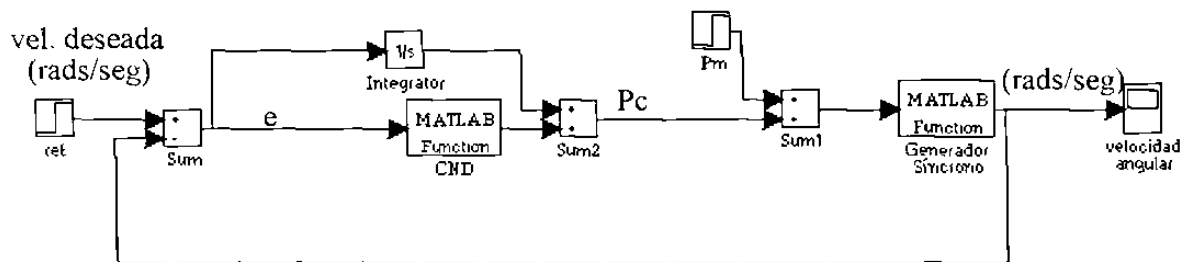 vel. deseada
(rads/seg)
ret
Sum
e
1/s
Integrator
MATLAB
Function
CND
Sum2
Pc
Pm
Sum1
MATLAB
Function
Generador
Síncrono
(rads/seg)
velocidad
angular